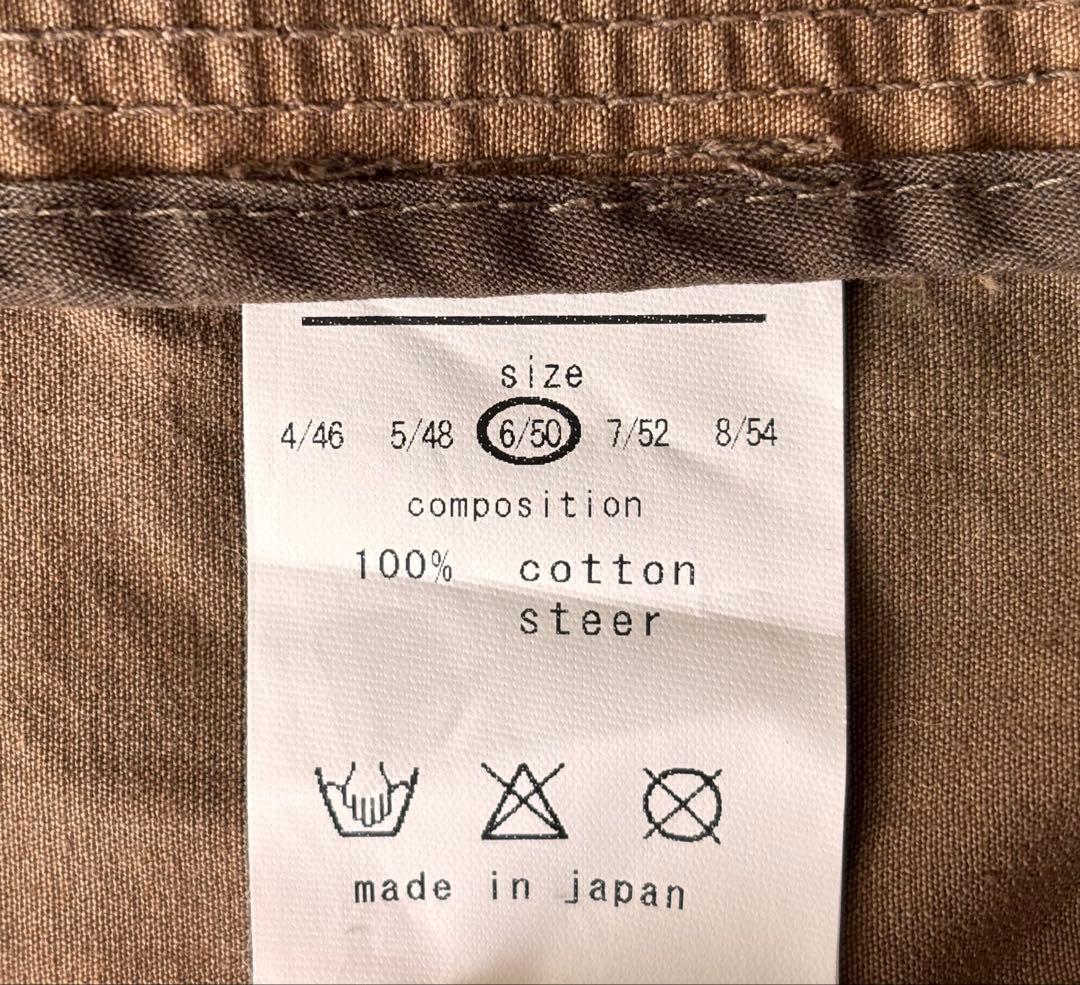 size
4/46 5/48 6/50 7/52 8/54
composition
100% cotton
steer
made in japan